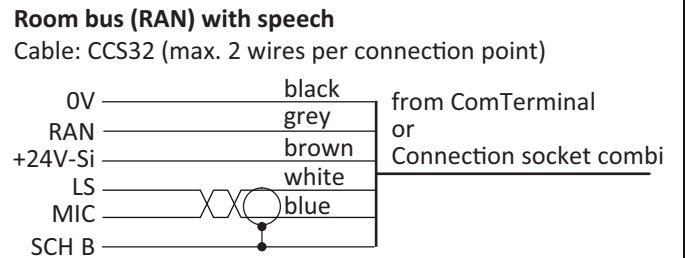 Room bus (RAN) with speech
Cable: CCS32 (max. 2 wires per connection point)
0V black
RAN grey
+24V-Si brown
LS white
MIC blue
SCH B
from ComTerminal
or
Connection socket combi